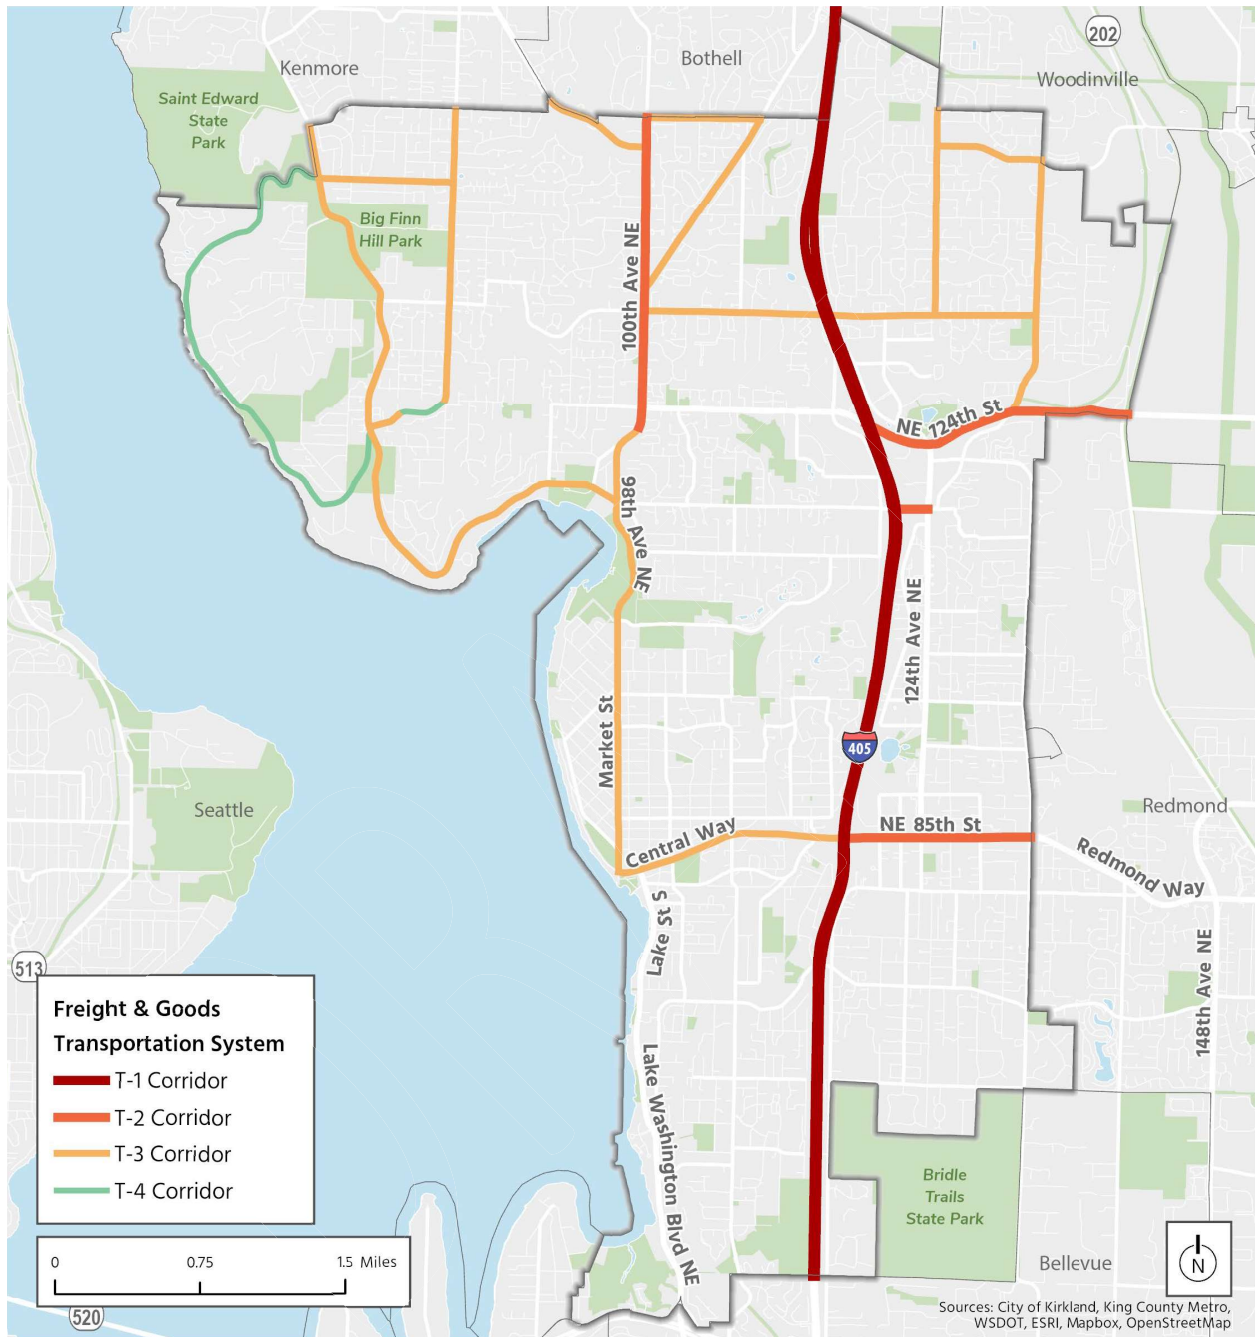 202
Kenmore
Bothell
Woodinville
Saint Edward
State
Park
Big Finn
Hill Park
100th Ave NE
NE 124th St
98th Ave NE
124th Ave NE
Market St
405
Seattle
Redmond
Central Way
NE 85th St
Redmond Way
Lake St S
148th Ave NE
513
Lake Washington Blvd NE
Freight & Goods
Transportation System
T-1 Corridor
T-2 Corridor
T-3 Corridor
T-4 Corridor
Bridle
Trails
State Park
Bellevue
N
0 0.75 1.5 Miles
520
Sources: City of Kirkland, King County Metro,
WSDOT, ESRI, Mapbox, OpenStreetMap